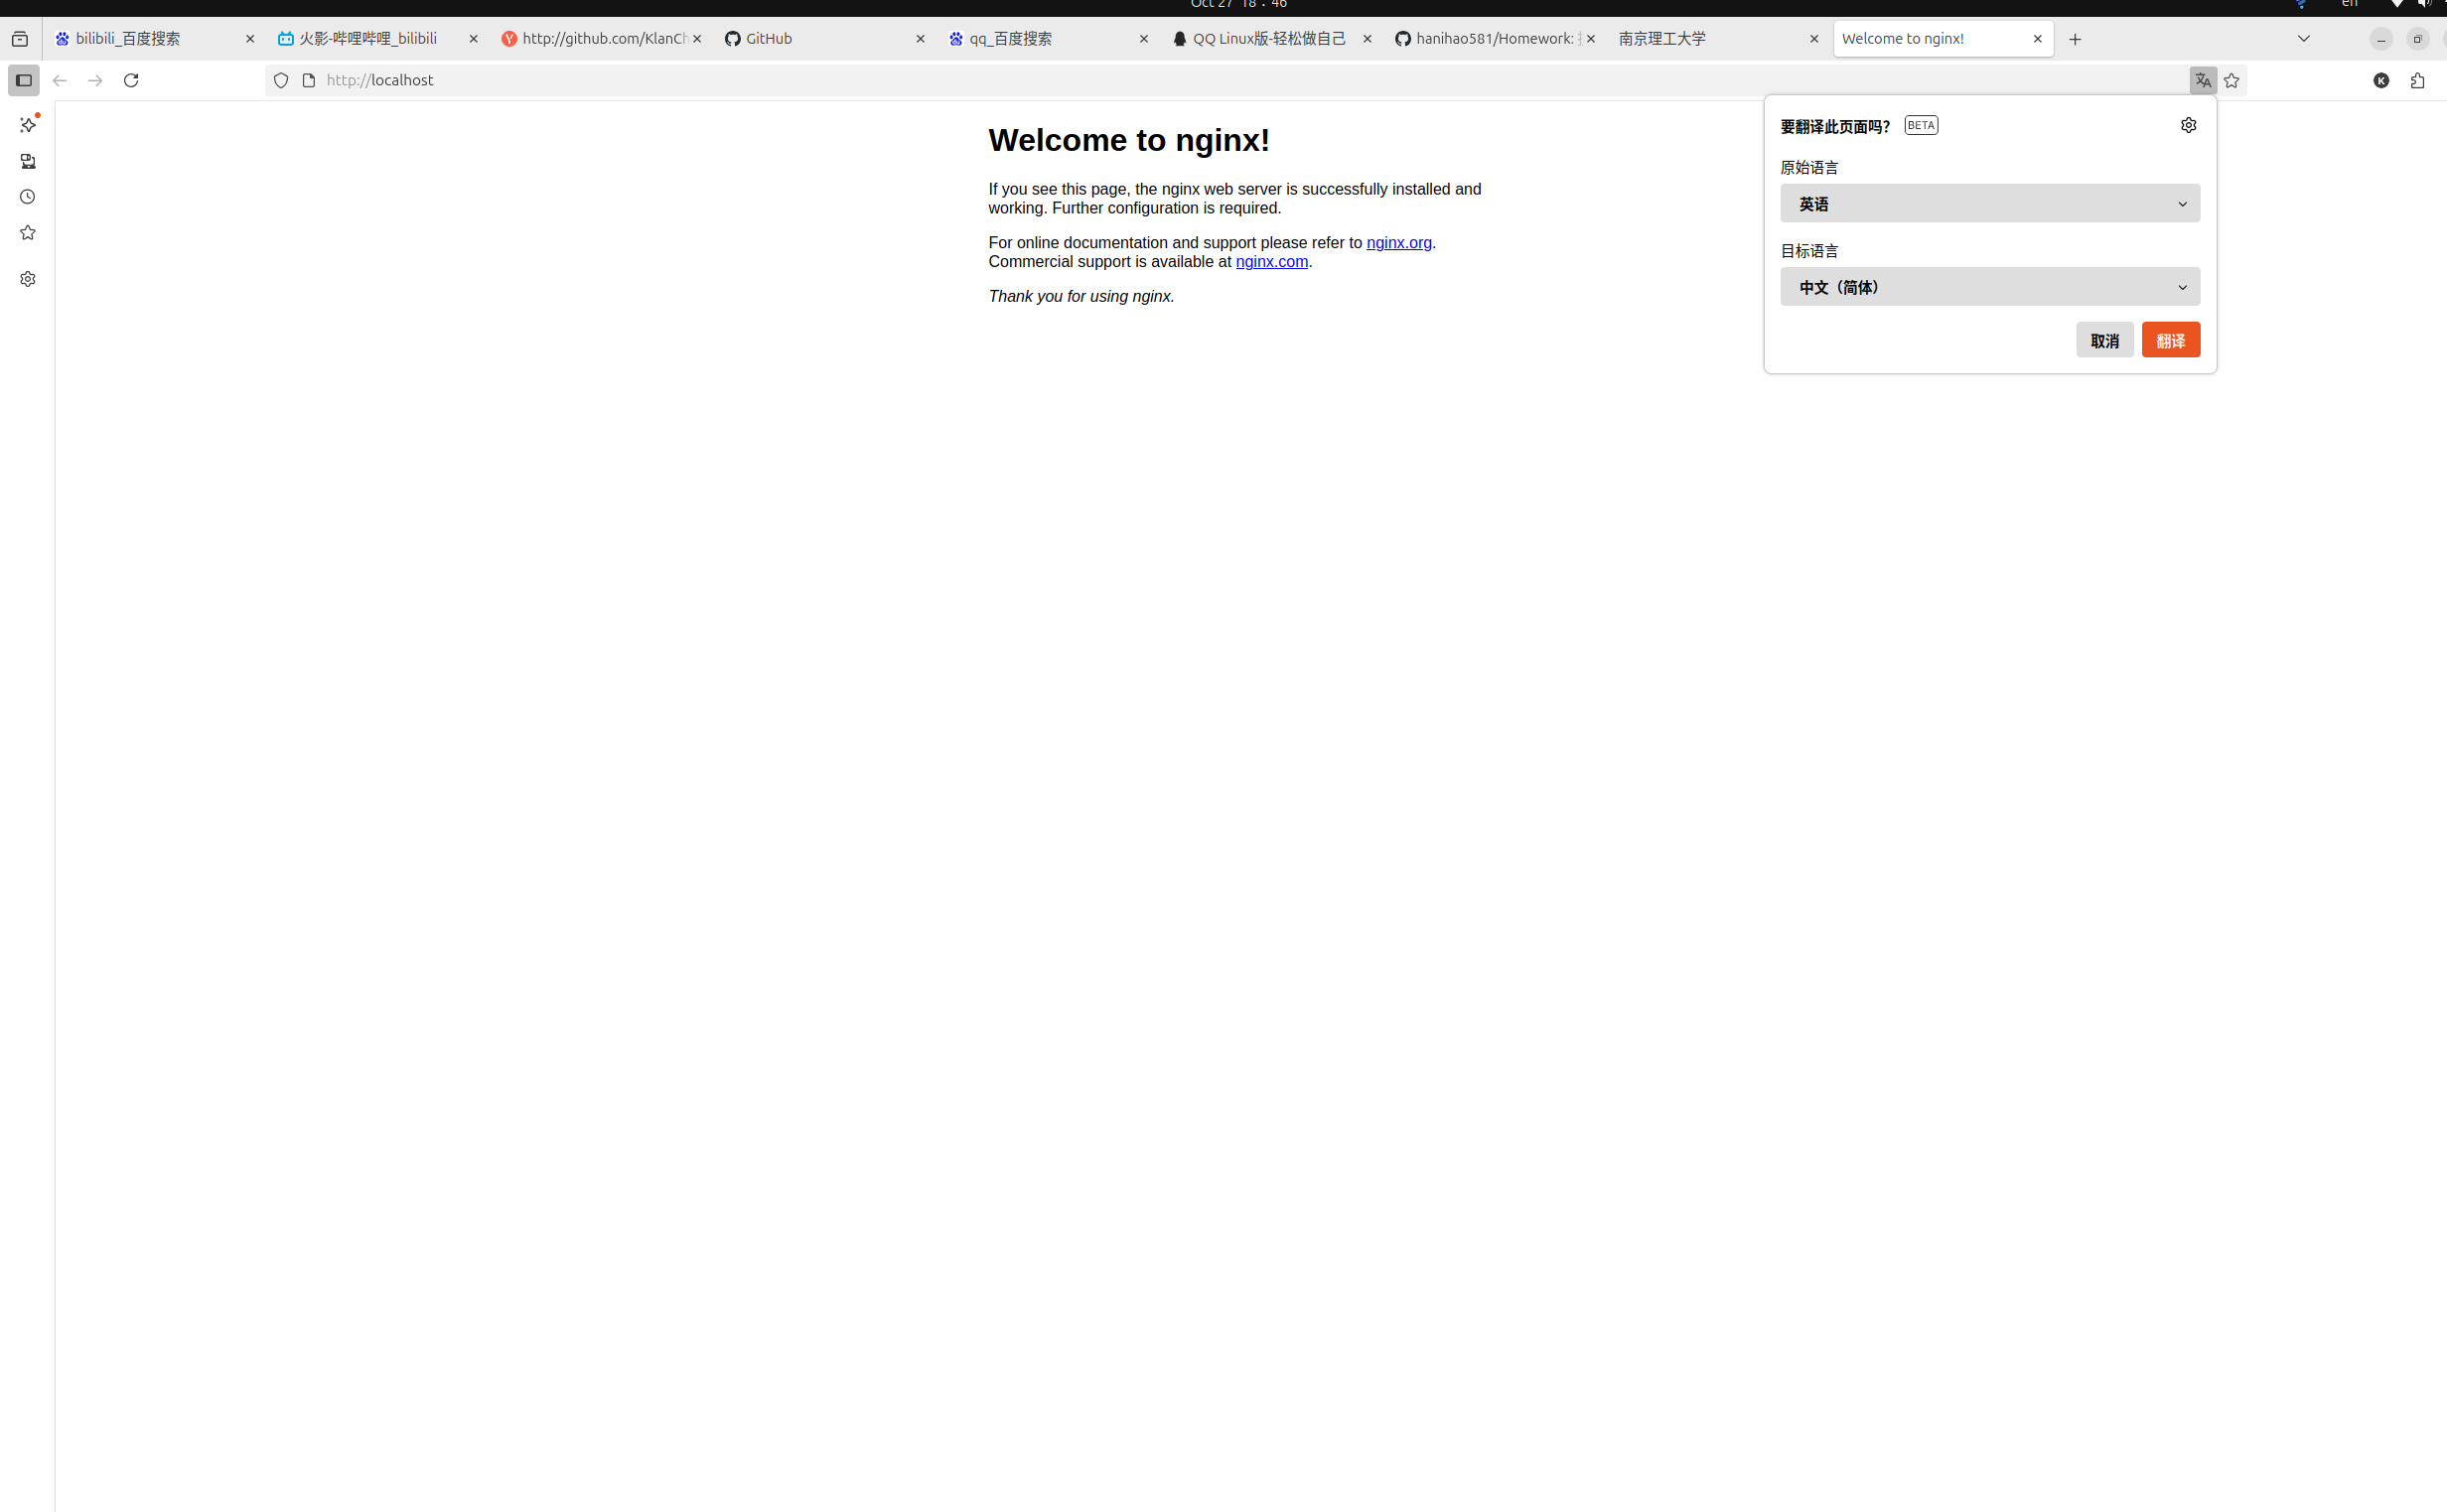 Oct 27 18：46
en
bilibili_百度搜索
火影-哔哩哔哩_bilibili
http://github.com/KlanCh
GitHub
qq_百度搜索
QQ Linux版-轻松做自己
hanihao581/Homework:
南京理工大学
Welcome to nginx!
http://localhost
K
Welcome to nginx!
If you see this page, the nginx web server is successfully installed and
working. Further configuration is required.
For online documentation and support please refer to nginx.org.
Commercial support is available at nginx.com.
Thank you for using nginx.
要翻译此页面吗？ BETA
原始语言
英语
目标语言
中文（简体）
取消
翻译